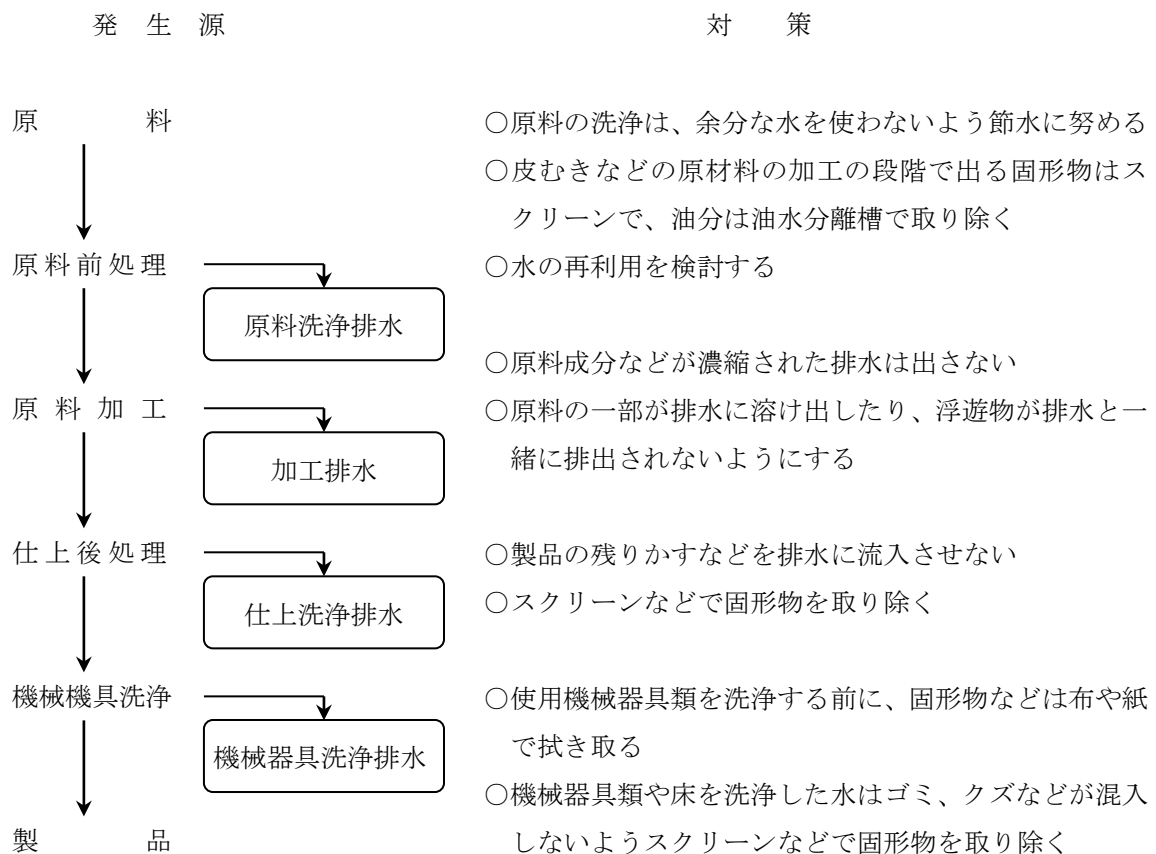 発生源　対策
原料　○原料の洗浄は、余分な水を使わないよう節水に努める
○皮むきなどの原材料の加工の段階で出る固形物はス
クリーンで、油分は油水分離槽で取り除く
原料前処理　○水の再利用を検討する
原料洗浄排水
○原料成分などが濃縮された排水は出さない
原料加工　○原料の一部が排水に溶け出したり、浮遊物が排水と一
緒に排出されないようにする
加工排水
仕上後処理　○製品の残りかすなどを排水に流入させない
仕上洗浄排水　○スクリーンなどで固形物を取り除く
機械機具洗浄　○使用機械器具類を洗浄する前に、固形物などは布や紙
で拭き取る
機械器具洗浄排水
○機械器具類や床を洗浄した水はゴミ、クズなどが混入
製品　しないようスクリーンなどで固形物を取り除く